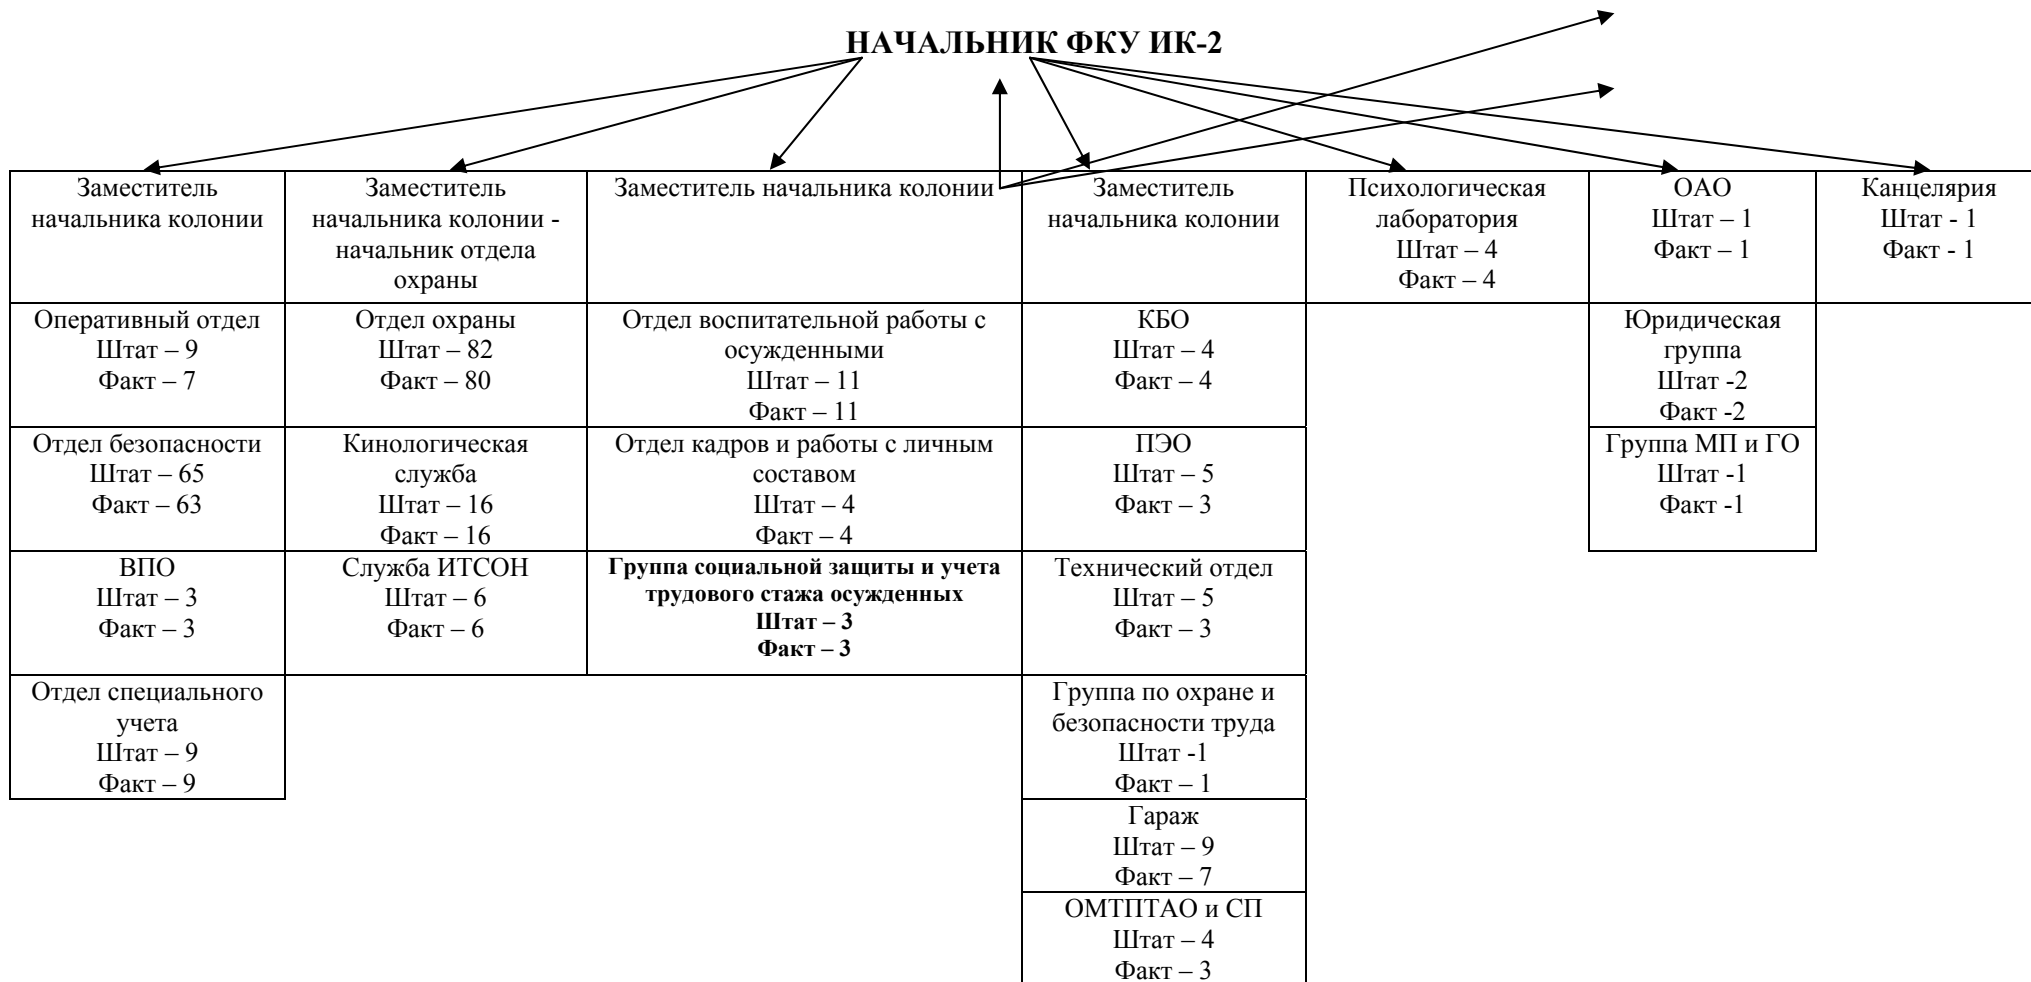 НАЧАЛЬНИК ФКУ ИК-2
Заместитель
начальника колонии
Заместитель
начальника колонии -
начальник отдела
охраны
Заместитель начальника колонии
Заместитель
начальника колонии
Психологическая
лаборатория
Штат – 4
Факт – 4
ОАО
Штат – 1
Факт – 1
Канцелярия
Штат - 1
Факт - 1
Оперативный отдел
Штат – 9
Факт – 7
Отдел охраны
Штат – 82
Факт – 80
Отдел воспитательной работы с
осужденными
Штат – 11
Факт – 11
КБО
Штат – 4
Факт – 4
Юридическая
группа
Штат -2
Факт -2
Отдел безопасности
Штат – 65
Факт – 63
Кинологическая
служба
Штат – 16
Факт – 16
Отдел кадров и работы с личным
составом
Штат – 4
Факт – 4
ПЭО
Штат – 5
Факт – 3
Группа МП и ГО
Штат -1
Факт -1
ВПО
Штат – 3
Факт – 3
Служба ИТСОН
Штат – 6
Факт – 6
Группа социальной защиты и учета
трудового стажа осужденных
Штат – 3
Факт – 3
Технический отдел
Штат – 5
Факт – 3
Отдел специального
учета
Штат – 9
Факт – 9
Группа по охране и
безопасности труда
Штат -1
Факт – 1
Гараж
Штат – 9
Факт – 7
ОМТПТАО и СП
Штат – 4
Факт – 3